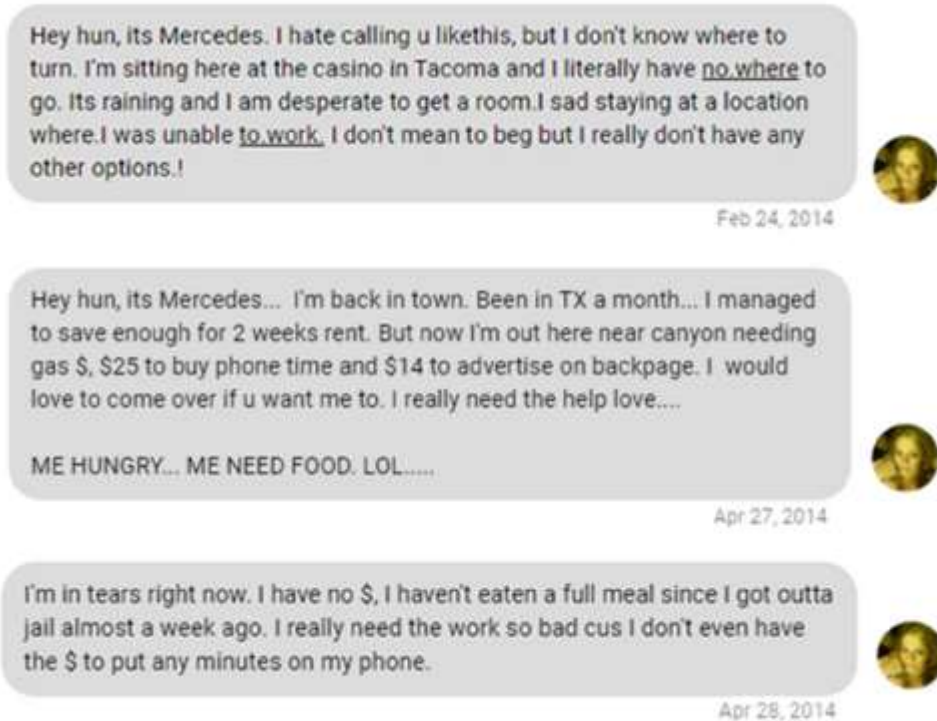 Hey hun, its Mercedes. I hate calling u likethis, but I don't know where to
turn. I'm sitting here at the casino in Tacoma and I literally have no.where to
go. Its raining and I am desperate to get a room.I sad staying at a location
where.I was unable to.work. I don't mean to beg but I really don't have any
other options.!
Feb 24, 2014
Hey hun, its Mercedes... I'm back in town. Been in TX a month... I managed
to save enough for 2 weeks rent. But now I'm out here near canyon needing
gas $, $25 to buy phone time and $14 to advertise on backpage. I would
love to come over if u want me to. I really need the help love....
ME HUNGRY... ME NEED FOOD. LOL.....
Apr 27, 2014
I'm in tears right now. I have no $, I haven't eaten a full meal since I got outta
jail almost a week ago. I really need the work so bad cus I don't even have
the $ to put any minutes on my phone.
Apr 28, 2014